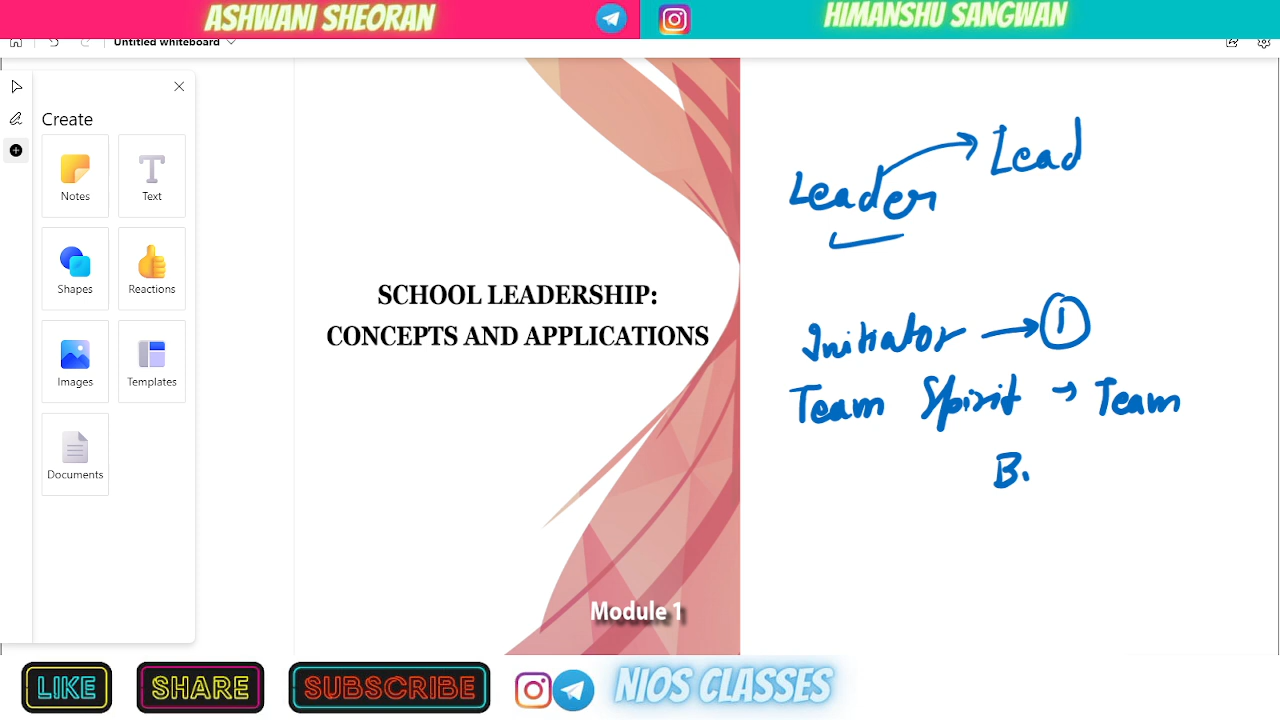 ASHWANI SHEORAN
HIMANSHU SANGWAN
Untitled whiteboard
Create
Notes
Text
Shapes
Reactions
Images
Templates
Documents
SCHOOL LEADERSHIP:
CONCEPTS AND APPLICATIONS
Module 1
Leader → Lead
Initiator → 1
Team Spirit → Team
B.
LIKE
SHARE
SUBSCRIBE
NIOS CLASSES